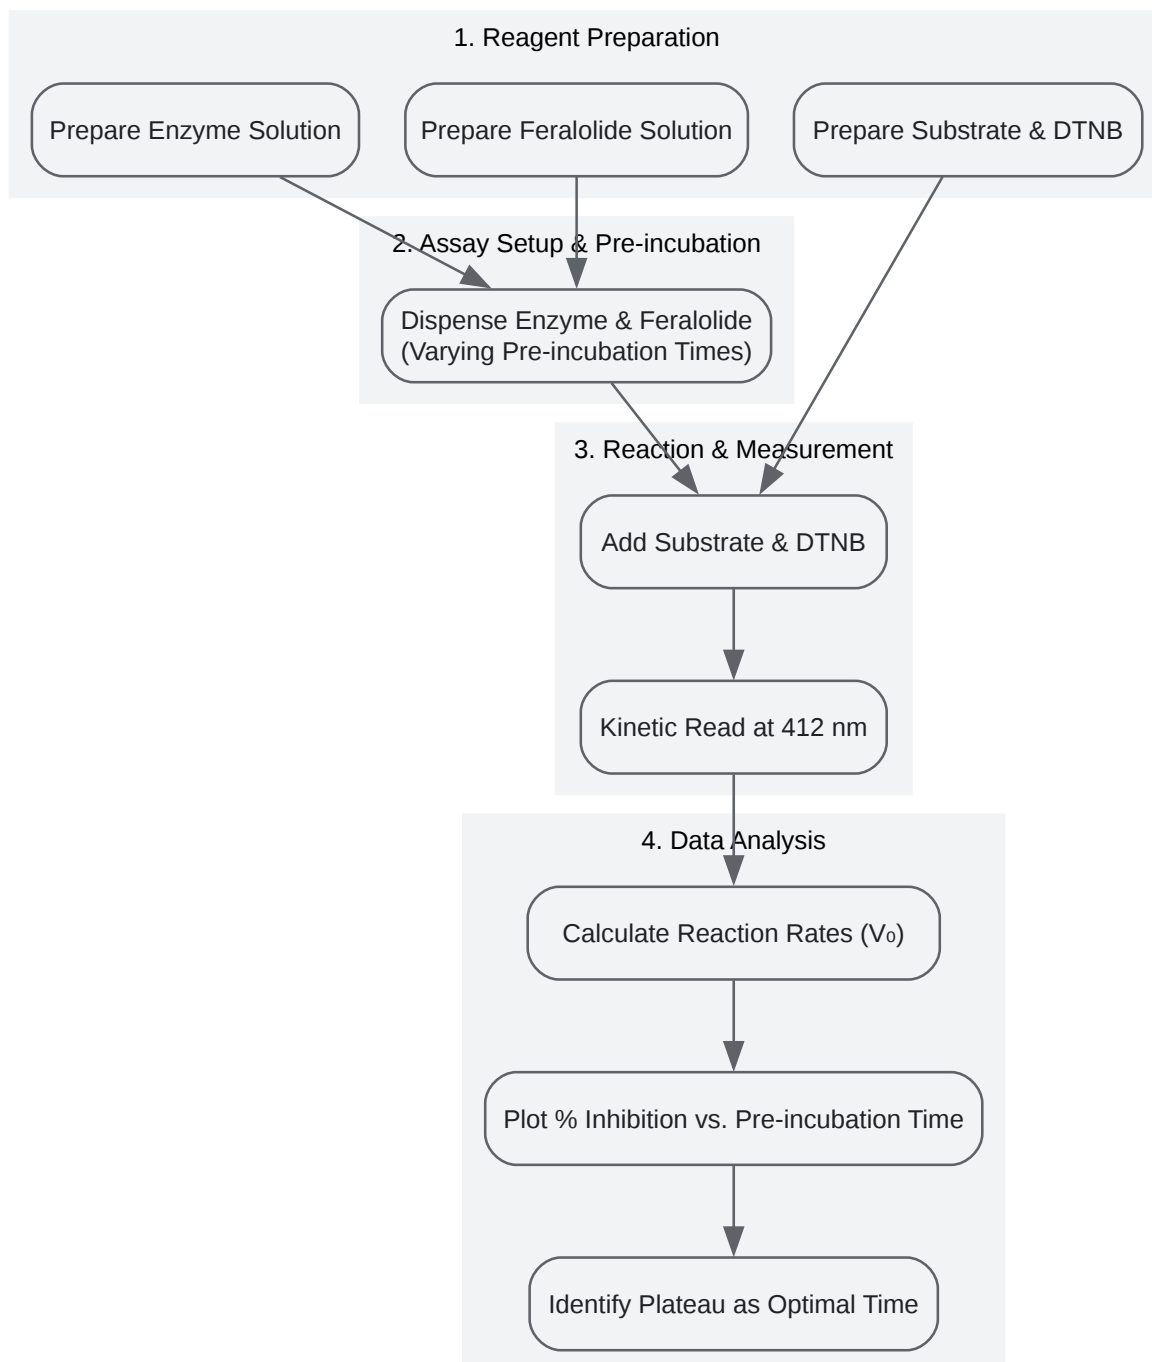 1. Reagent Preparation
Prepare Enzyme Solution
Prepare Feralolide Solution
Prepare Substrate & DTNB
2. Assay Setup & Pre-incubation
Dispense Enzyme & Feralolide
(Varying Pre-incubation Times)
3. Reaction & Measurement
Add Substrate & DTNB
Kinetic Read at 412 nm
4. Data Analysis
Calculate Reaction Rates (V₀)
Plot % Inhibition vs. Pre-incubation Time
Identify Plateau as Optimal Time